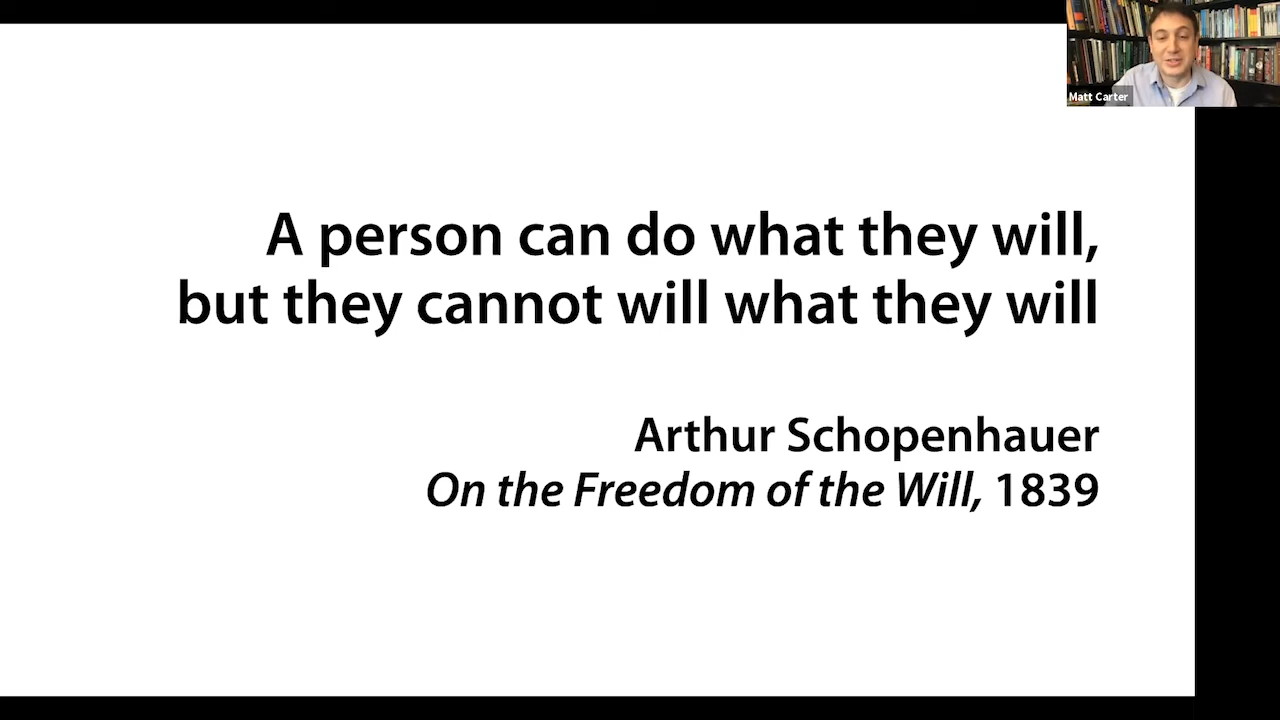 Matt Carter
A person can do what they will,
but they cannot will what they will
Arthur Schopenhauer
On the Freedom of the Will, 1839